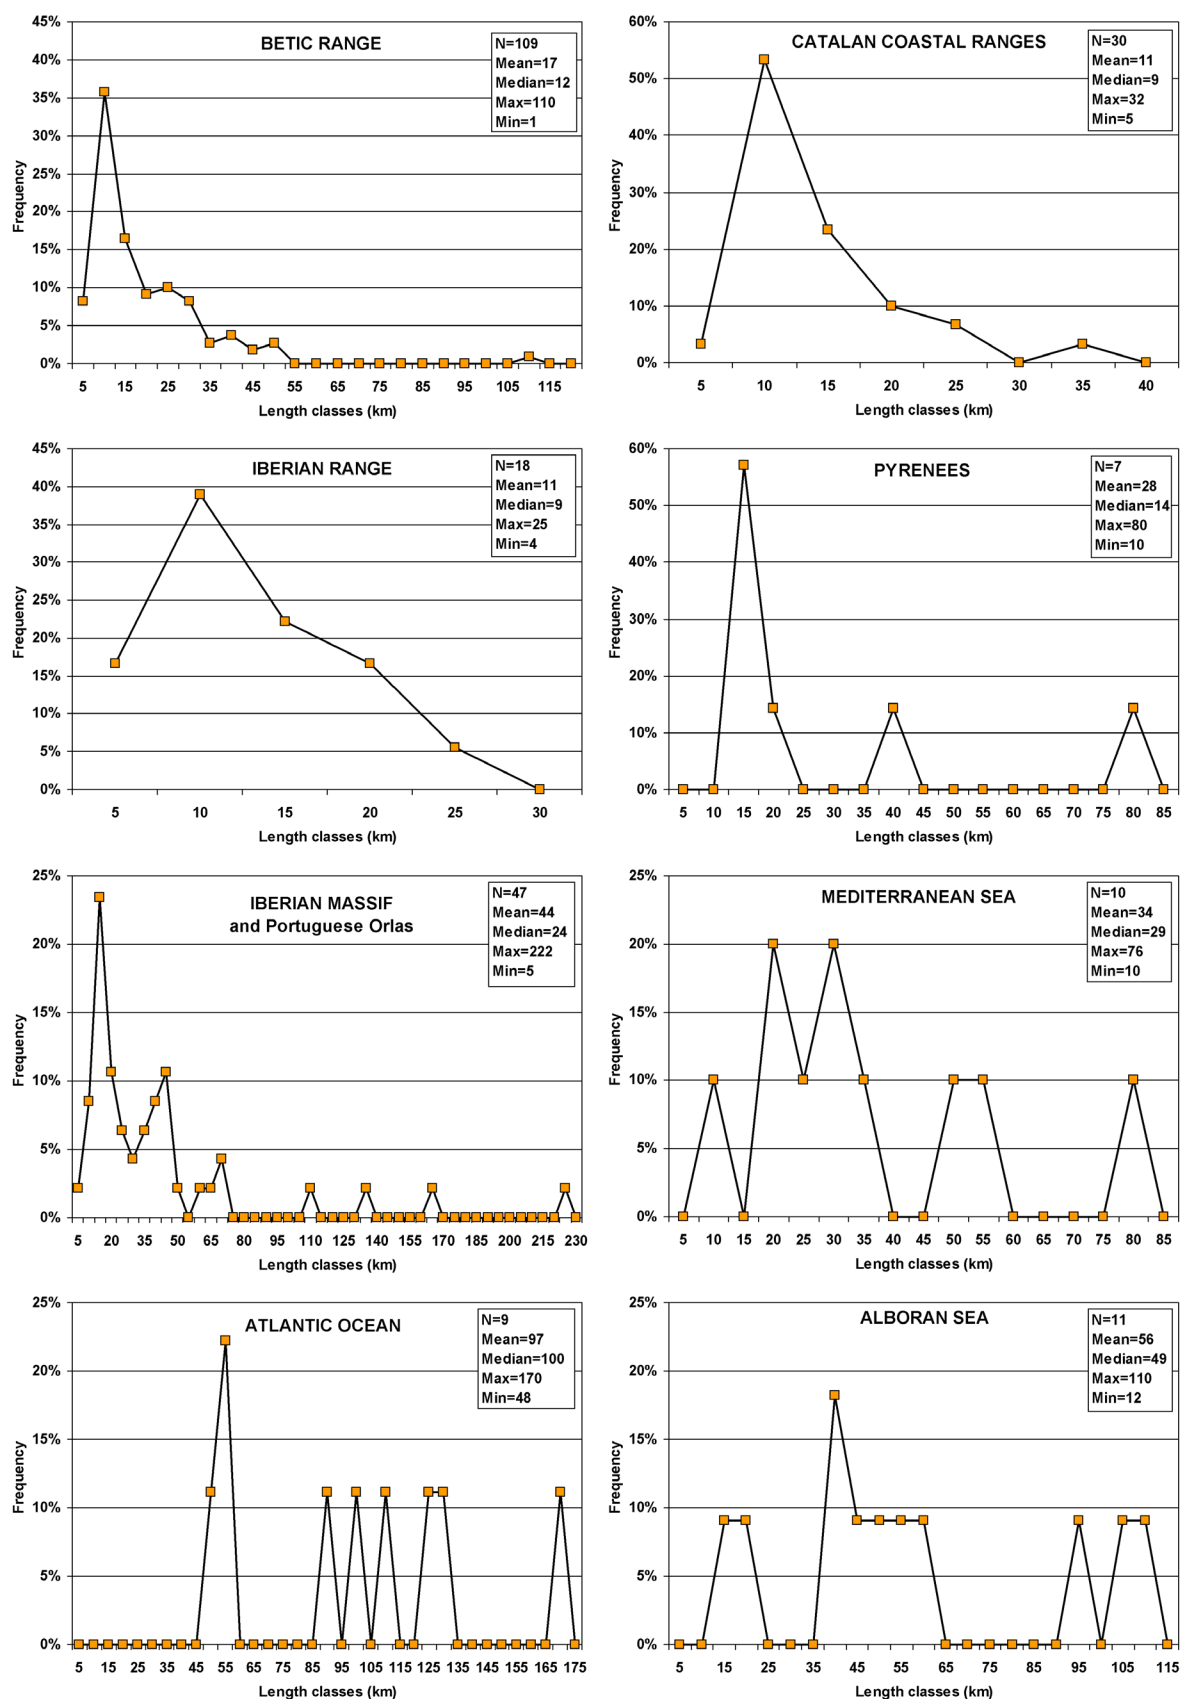 BETIC RANGE
N=109
Mean=17
Median=12
Max=110
Min=1
45%
40%
35%
30%
25%
20%
15%
10%
5%
0%
Frequency
5 15 25 35 45 55 65 75 85 95 105 115
Length classes (km)
CATALAN COASTAL RANGES
N=30
Mean=11
Median=9
Max=32
Min=5
60%
50%
40%
30%
20%
10%
0%
Frequency
5 10 15 20 25 30 35 40
Length classes (km)
IBERIAN RANGE
N=18
Mean=11
Median=9
Max=25
Min=4
45%
40%
35%
30%
25%
20%
15%
10%
5%
0%
Frequency
5 10 15 20 25 30
Length classes (km)
PYRENEES
N=7
Mean=28
Median=14
Max=80
Min=10
60%
50%
40%
30%
20%
10%
0%
Frequency
5 10 15 20 25 30 35 40 45 50 55 60 65 70 75 80 85
Length classes (km)
IBERIAN MASSIF
and Portuguese Orlas
N=47
Mean=44
Median=24
Max=222
Min=5
25%
20%
15%
10%
5%
0%
Frequency
5 20 35 50 65 80 95 110 125 140 155 170 185 200 215 230
Length classes (km)
MEDITERRANEAN SEA
N=10
Mean=34
Median=29
Max=76
Min=10
25%
20%
15%
10%
5%
0%
Frequency
5 10 15 20 25 30 35 40 45 50 55 60 65 70 75 80 85
Length classes (km)
ATLANTIC OCEAN
N=9
Mean=97
Median=100
Max=170
Min=48
25%
20%
15%
10%
5%
0%
Frequency
5 15 25 35 45 55 65 75 85 95 105 115 125 135 145 155 165 175
Length classes (km)
ALBORAN SEA
N=11
Mean=56
Median=49
Max=110
Min=12
25%
20%
15%
10%
5%
0%
Frequency
5 15 25 35 45 55 65 75 85 95 105 115
Length classes (km)